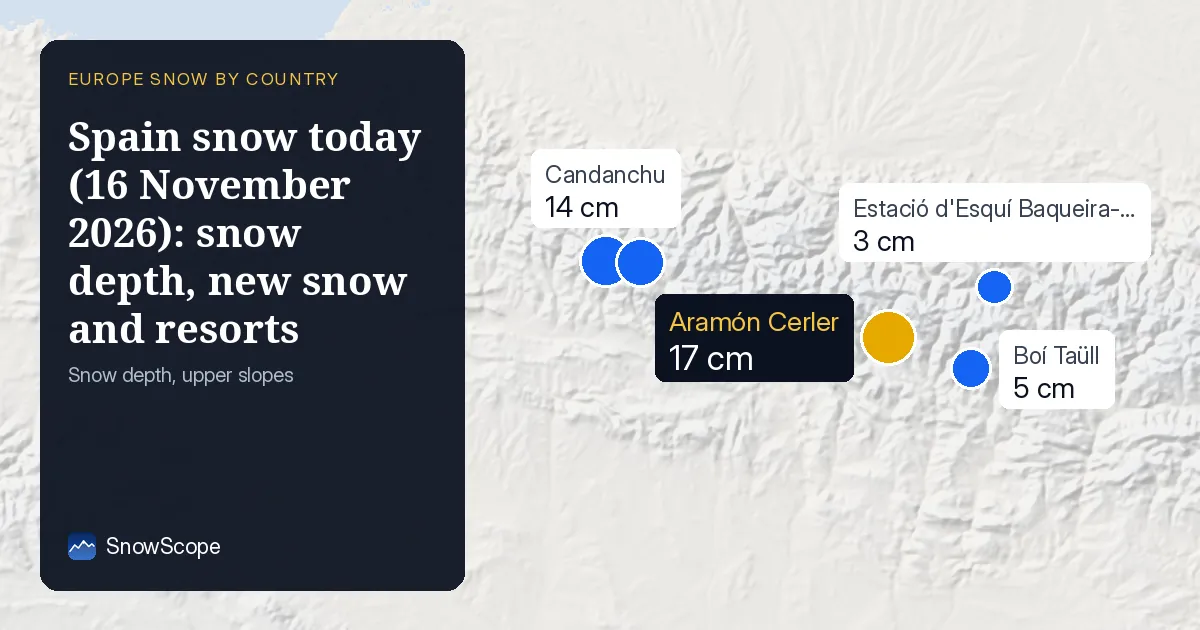 EUROPE SNOW BY COUNTRY
Spain snow today
(16 November
2026): snow
depth, new snow
and resorts
Snow depth, upper slopes
SnowScope
Candanchu
14 cm
Estació d'Esquí Baqueira-...
3 cm
Aramón Cerler
17 cm
Boí Taüll
5 cm